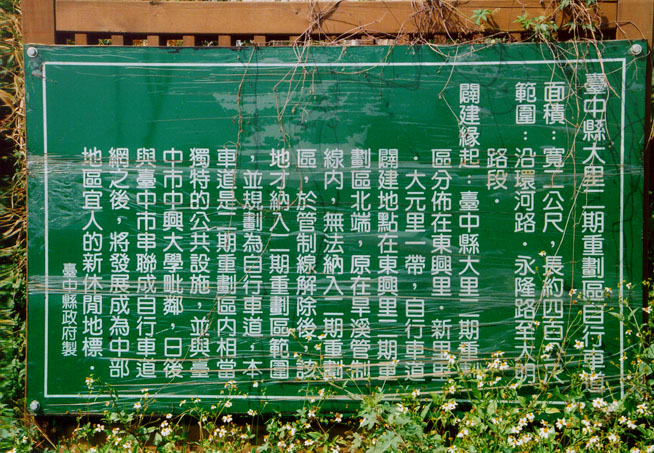 臺中縣大里二期重劃區自行車道
面積：寬二公尺，長約四百公
範圍：沿環河路．永隆路至大明
路段．
闢建緣起　臺中縣大里二期重劃
區分佈在東興里．新里里
．大元里一帶，自行車道
闢建地點在東興里二期重
劃區北端，原在旱溪管制
線內，無法納入二期重劃
區，於管制線解除後，該
地才納入二期重劃區範圍
，並規劃為自行車道．本
車道是二期重劃區內相當
獨特的公共設施，並與臺
中市中興大學毗鄰，日後
與臺中市串聯成自行車道
網之後，將發展成為中部
地區宜人的新休閒地標．
臺中縣政府製